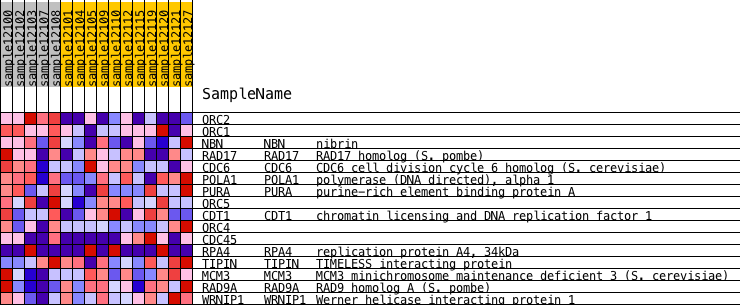 sample12100
sample12102
sample12103
sample12107
sample12108
sample12101
sample12104
sample12105
sample12109
sample12110
sample12112
sample12115
sample12119
sample12120
sample12121
sample12127
SampleName
ORC2
ORC1
NBN NBN nibrin
RAD17 RAD17 RAD17 homolog (S. pombe)
CDC6 CDC6 CDC6 cell division cycle 6 homolog (S. cerevisiae)
POLA1 POLA1 polymerase (DNA directed), alpha 1
PURA PURA purine-rich element binding protein A
ORC5
CDT1 CDT1 chromatin licensing and DNA replication factor 1
ORC4
CDC45
RPA4 RPA4 replication protein A4, 34kDa
TIPIN TIPIN TIMELESS interacting protein
MCM3 MCM3 MCM3 minichromosome maintenance deficient 3 (S. cerevisiae)
RAD9A RAD9A RAD9 homolog A (S. pombe)
WRNIP1 WRNIP1 Werner helicase interacting protein 1